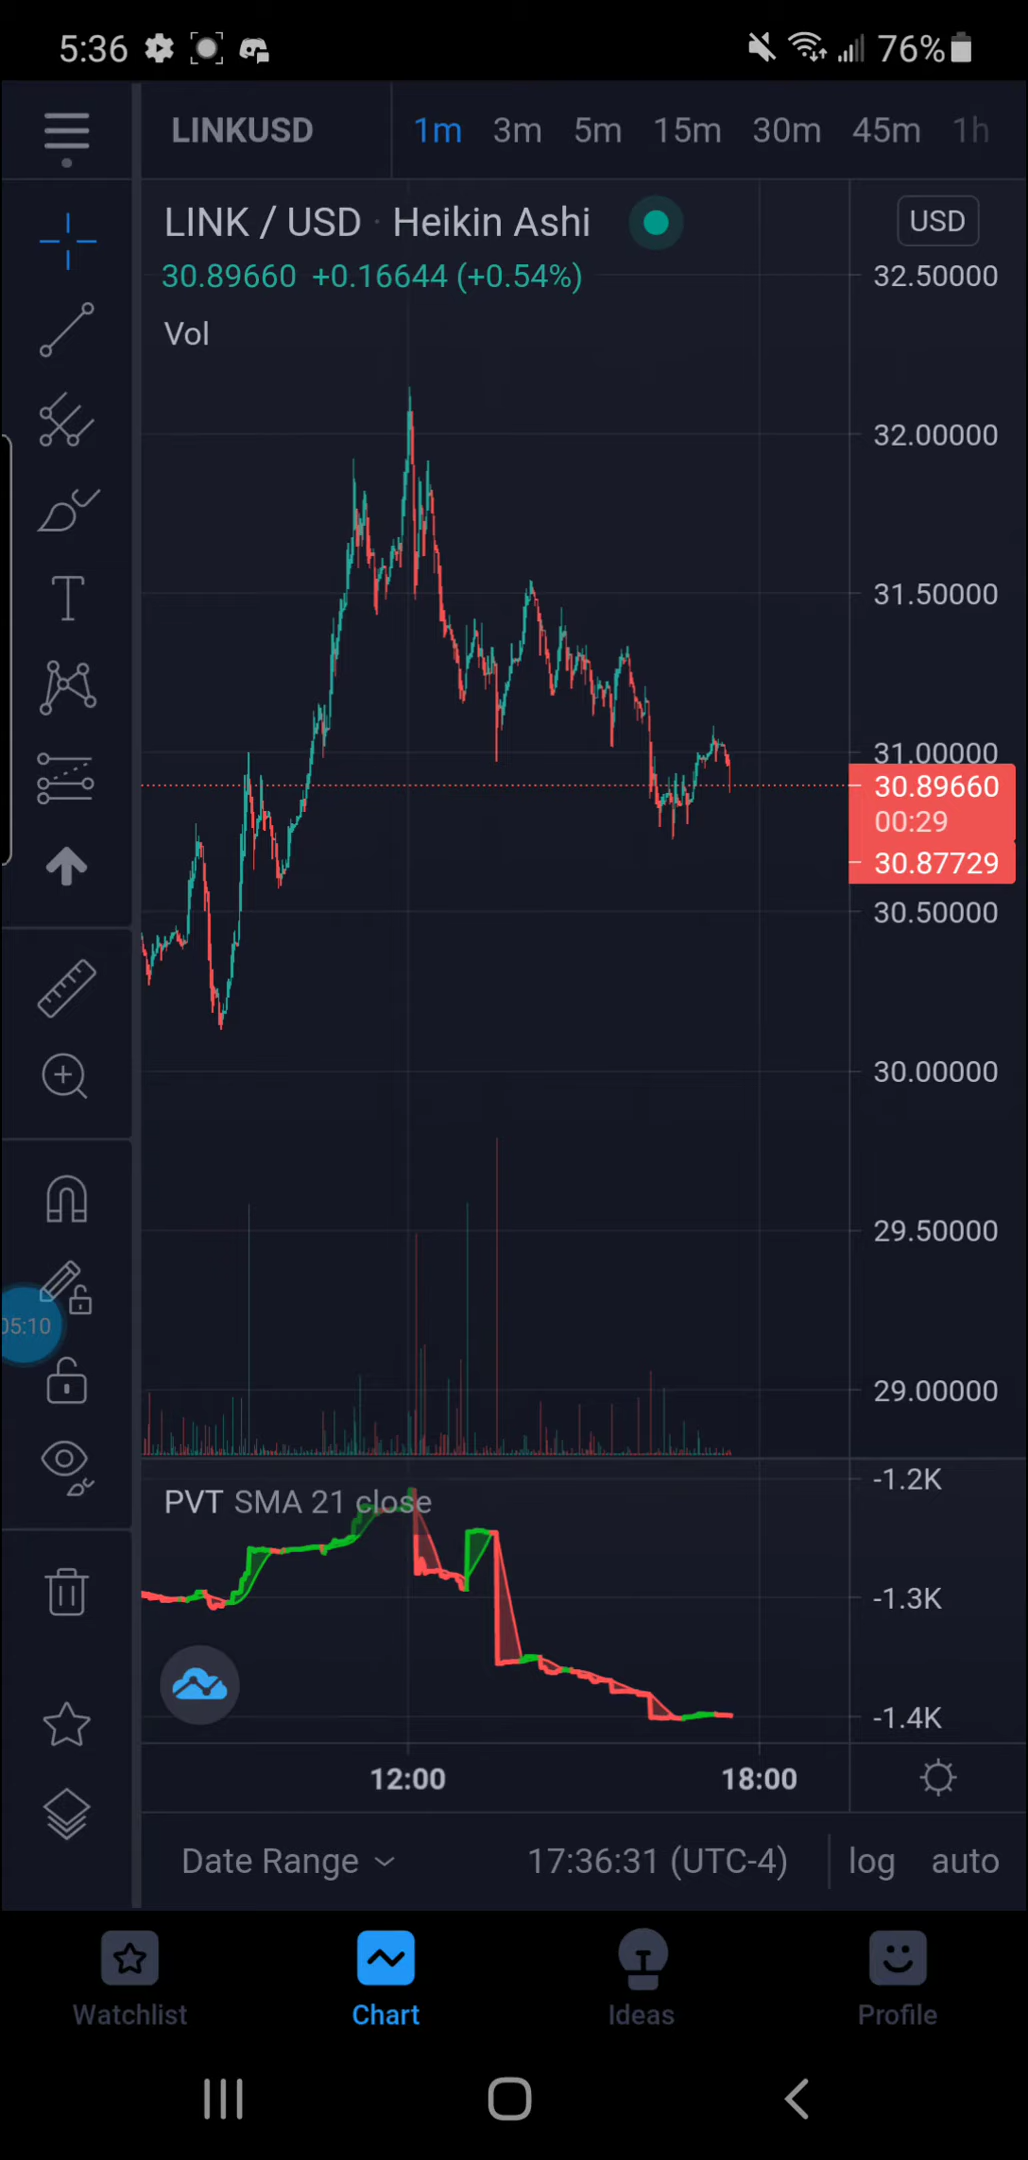 5:36 76%
LINKUSD 1m 3m 5m 15m 30m 45m 1h
LINK / USD · Heikin Ashi USD
30.89660 +0.16644 (+0.54%)
32.50000
Vol
32.00000
31.50000
31.00000
30.89660
00:29
30.87729
30.50000
30.00000
29.50000
05:10
29.00000
-1.2K
PVT SMA 21 close
-1.3K
-1.4K
12:00 18:00
Date Range 17:36:31 (UTC-4) log auto
Watchlist Chart Ideas Profile